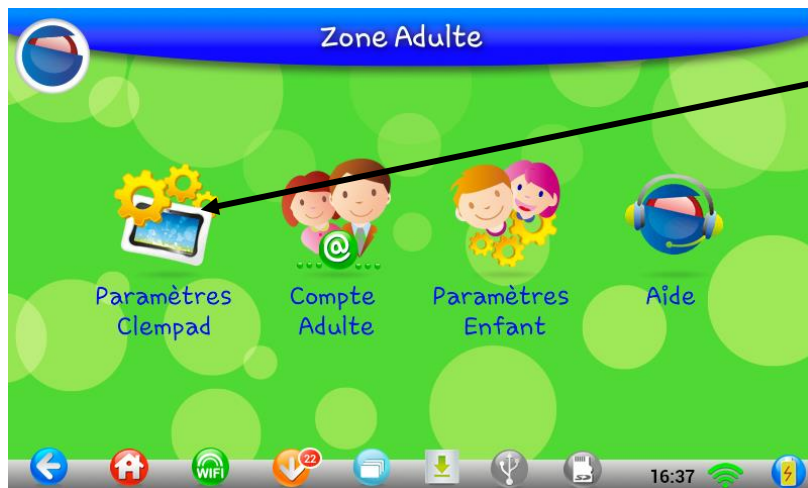 Zone Adulte
@
Paramètres
Clempad
Compte
Adulte
Paramètres
Enfant
Aide
WIFI
22
16:37